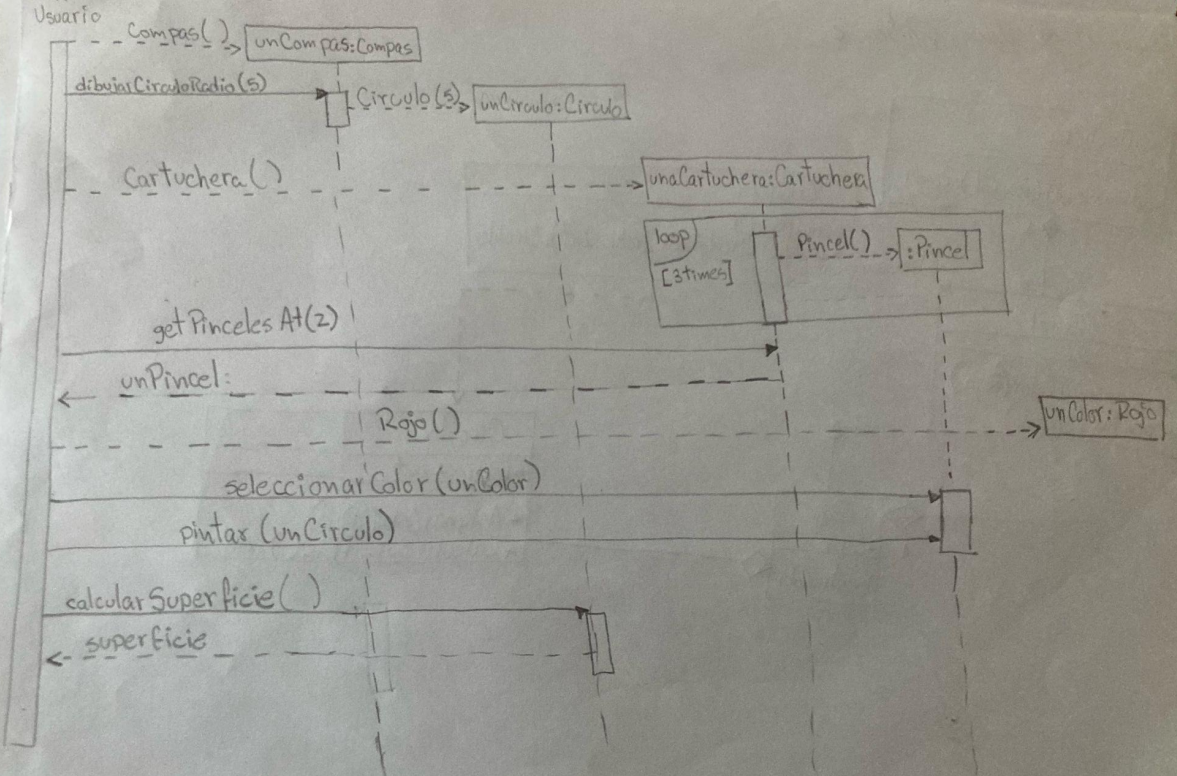 Usuario
Compas()
unCompas:Compas
dibujarCirculoRadio(5)
Circulo(5)
unCirculo:Circulo
Cartuchera()
unaCartuchera:Cartuchera
loop
[3times]
Pincel()
:Pincel
getPincelesAt(2)
unPincel:
Rojo()
unColor:Rojo
seleccionarColor(unColor)
pintar(unCirculo)
calcularSuperficie()
superficie